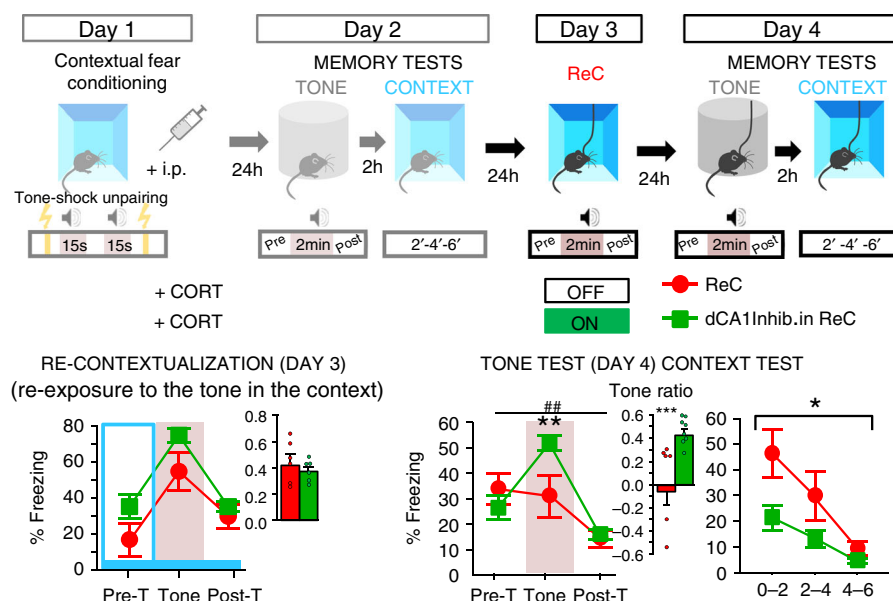 Day 1
Day 2
Day 3
Day 4
Contextual fear
conditioning
MEMORY TESTS
TONE
CONTEXT
ReC
MEMORY TESTS
TONE
CONTEXT
+ i.p.
24h
2h
24h
24h
2h
Tone-shock unpairing
15s
15s
Pre
2min
Post
2′-4′-6′
Pre
2min
Post
Pre
2min
Post
2′ -4′ -6′
+ CORT
+ CORT
OFF
ON
ReC
dCA1Inhib.in ReC
RE-CONTEXTUALIZATION (DAY 3)
(re-exposure to the tone in the context)
TONE TEST (DAY 4) CONTEXT TEST
% Freezing
80
60
40
20
0
Pre-T
Tone
Post-T
0.8
0.6
0.4
0.2
0.0
% Freezing
60
50
40
30
20
10
0
##
**
Pre-T
Tone
Post-T
Tone ratio
***
0.6
0.4
0.2
0.0
–0.2
–0.4
–0.6
*
60
50
40
30
20
10
0
0–2
2–4
4–6